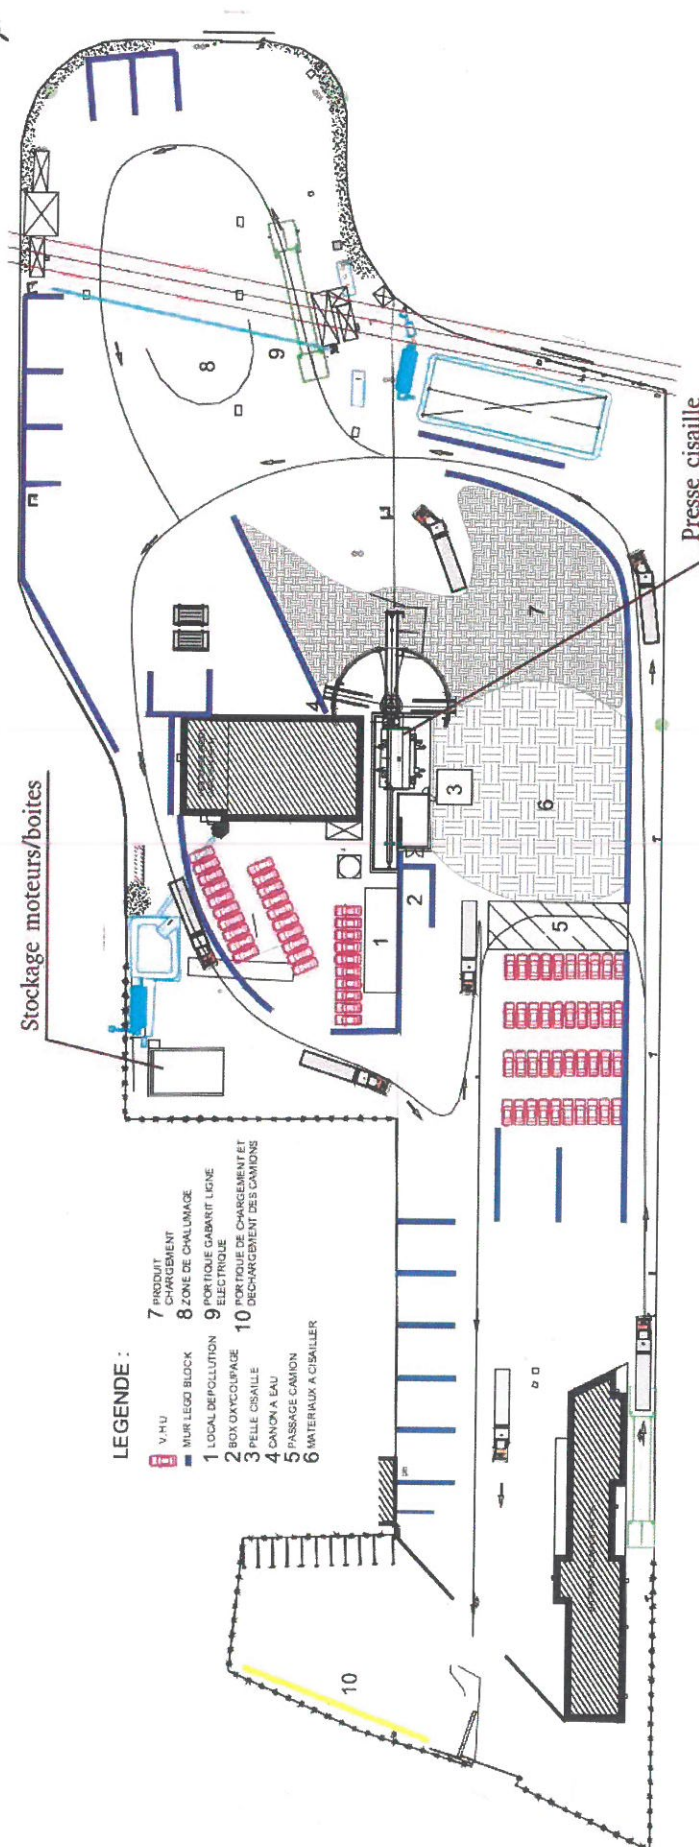 Stockage moteurs/boites
Presse cisaille
LEGENDE :
V.H.U
MUR LEGO BLOCK
1 LOCAL DEPOLLUTION
2 BOX OXYCOUPAGE
3 PELLE CISAILLE
4 CANON A EAU
5 PASSAGE CAMION
6 MATERIAUX A CISAILLER
7 PRODUIT
CHARGEMENT
8 ZONE DE CHALUMAGE
9 PORTIQUE GABARIT LIGNE
ELECTRIQUE
10 PORTIQUE DE CHARGEMENT ET
DECHARGEMENT DES CAMIONS
8
9
8
7
4
3
6
1
2
5
10